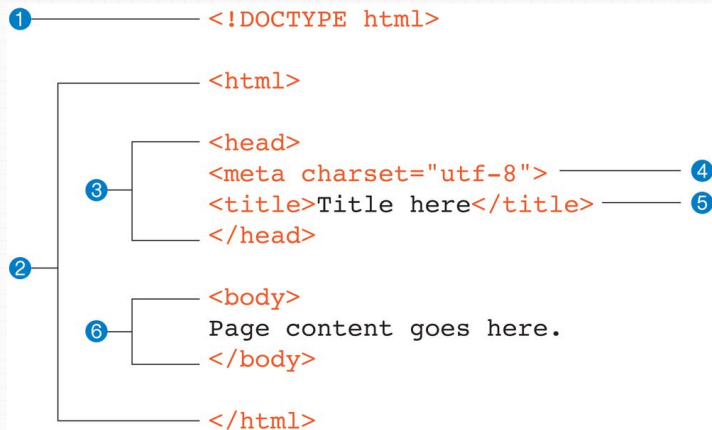 1 <!DOCTYPE html>
<html>
<head>
3 <meta charset="utf-8"> 4
<title>Title here</title> 5
</head>
2
<body>
6 Page content goes here.
</body>
</html>